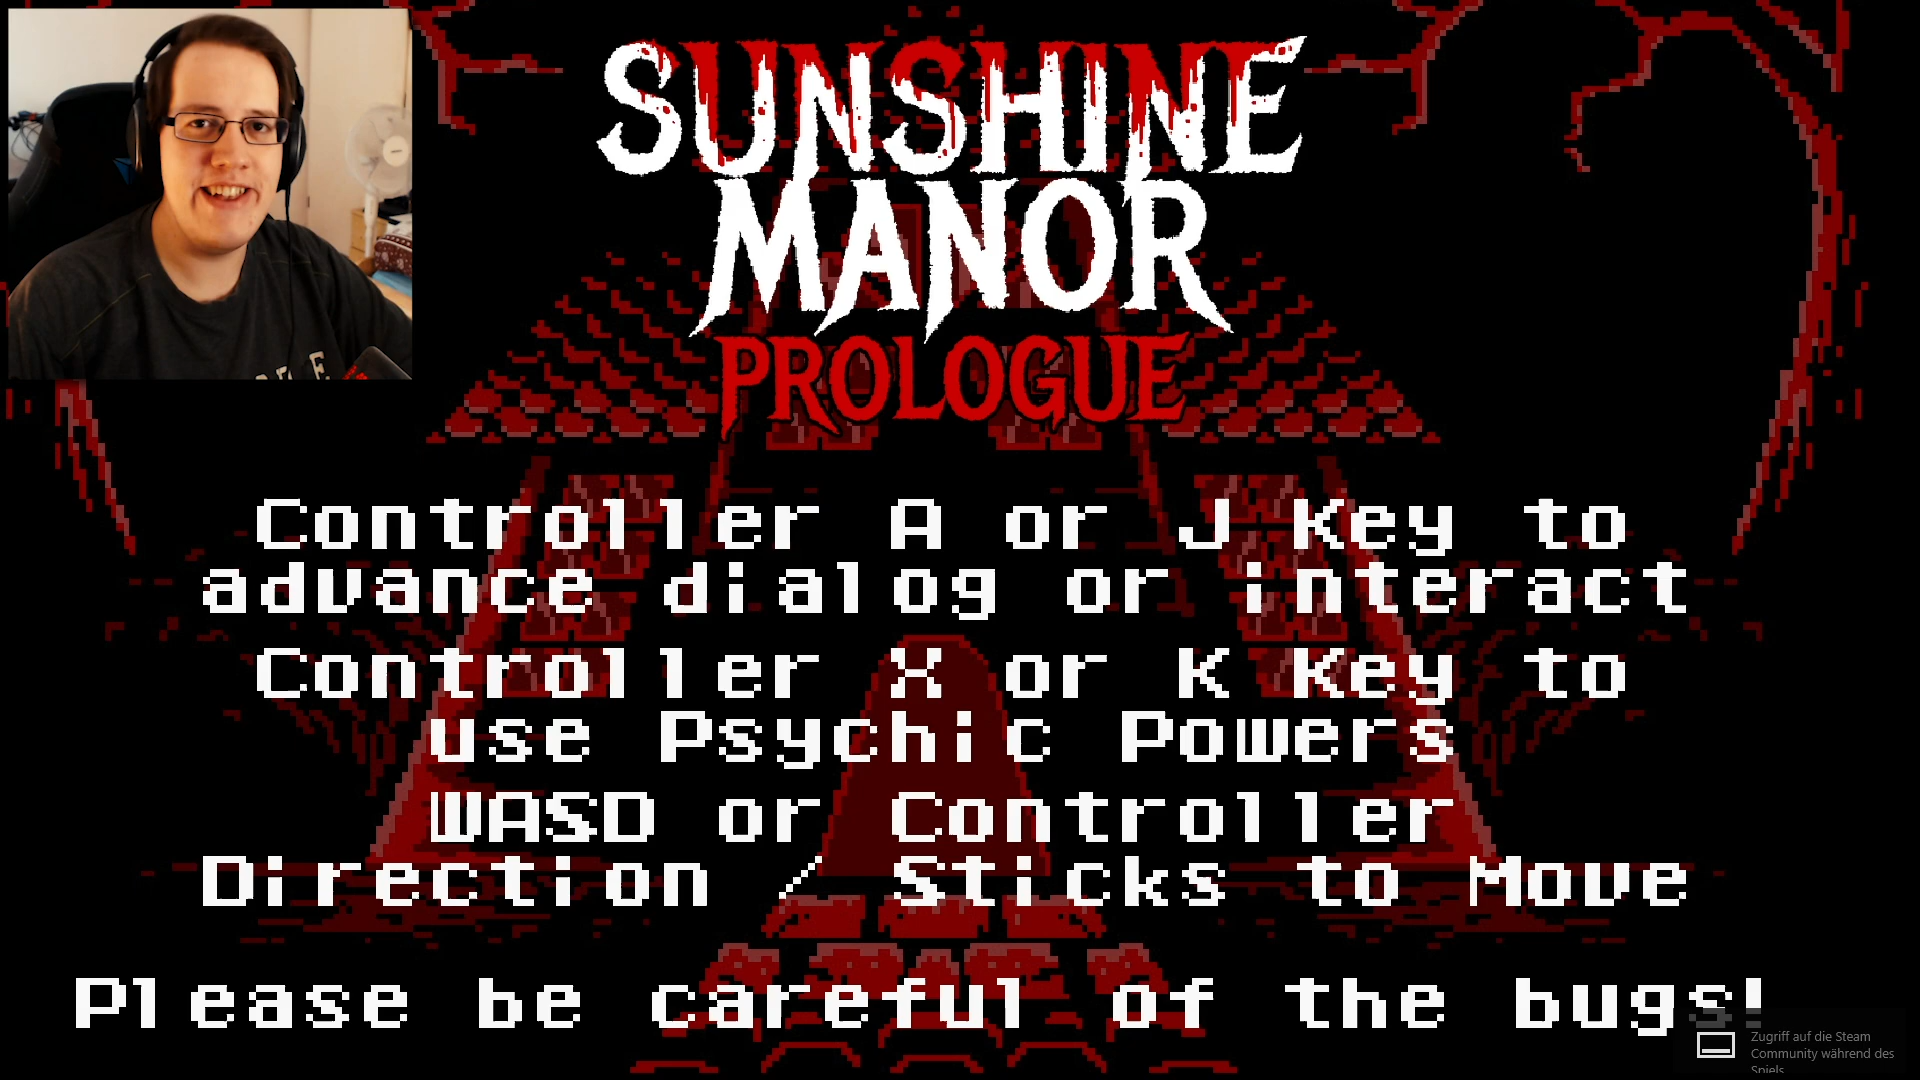 SUNSHINE
MANOR
PROLOGUE
Controller A or J Key to
advance dialog or interact
Controller X or K Key to
use Psychic Powers
WASD or Controller
Direction / Sticks to Move
Please be careful of the bugs!
Zugriff auf die Steam
Community während des
Spiels